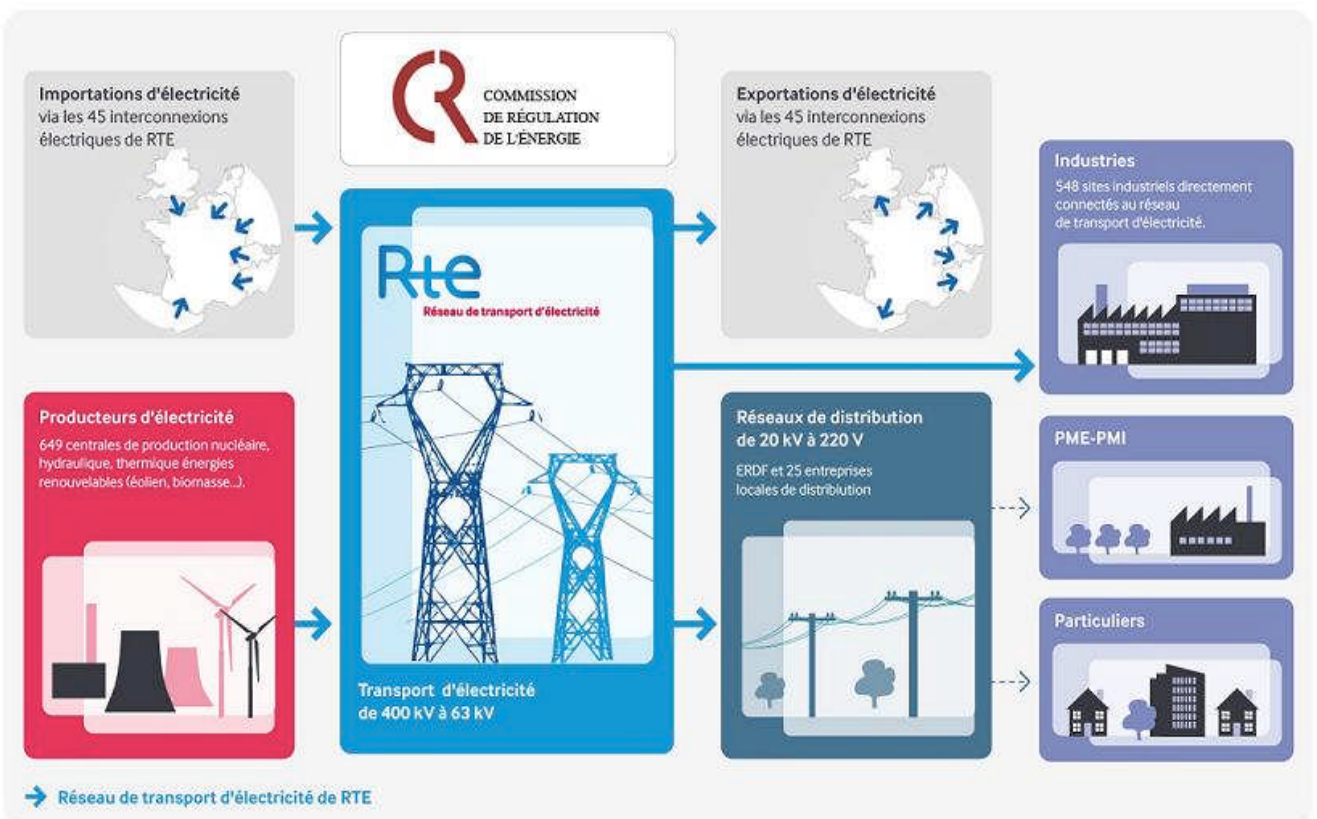 Importations d'électricité
via les 45 interconnexions
électriques de RTE
COMMISSION
DE RÉGULATION
DE L'ÉNERGIE
Exportations d'électricité
via les 45 interconnexions
électriques de RTE
Industries
548 sites industriels directement
connectés au réseau
de transport d'électricité.
Rte
Réseau de transport d'électricité
Producteurs d'électricité
649 centrales de production nucléaire,
hydraulique, thermique énergies
renouvelables (éolien, biomasse...).
Transport d'électricité
de 400 kV à 63 kV
Réseaux de distribution
de 20 kV à 220 V
ERDF et 25 entreprises
locales de distribiution
PME-PMI
Particuliers
Réseau de transport d'électricité de RTE